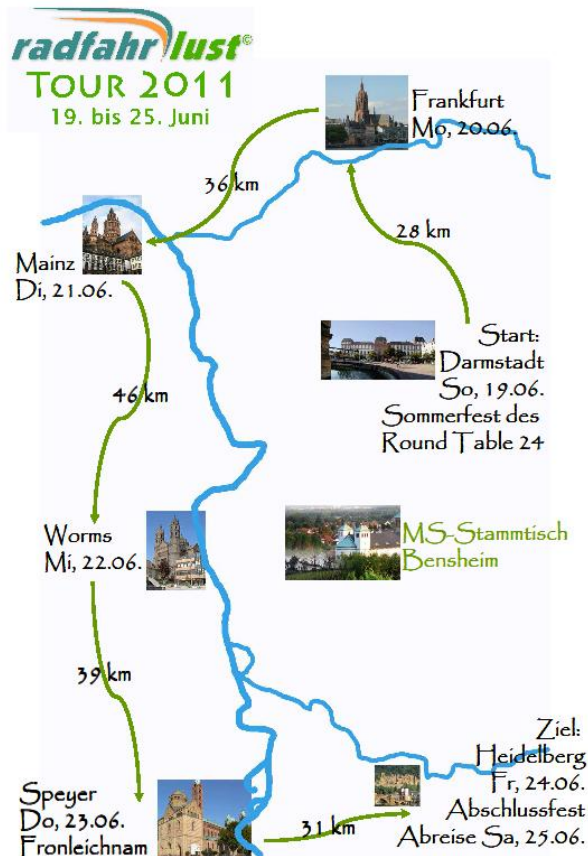 radfahrlust©
TOUR 2011
19. bis 25. Juni
Frankfurt
Mo, 20.06.
36 km
28 km
Mainz
Di, 21.06.
Start:
Darmstadt
So, 19.06.
Sommerfest des
Round Table 24
46 km
Worms
Mi, 22.06.
MS-Stammtisch
Bensheim
39 km
Speyer
Do, 23.06.
Fronleichnam
31 km
Ziel:
Heidelberg
Fr, 24.06.
Abschlussfest
Abreise Sa, 25.06.